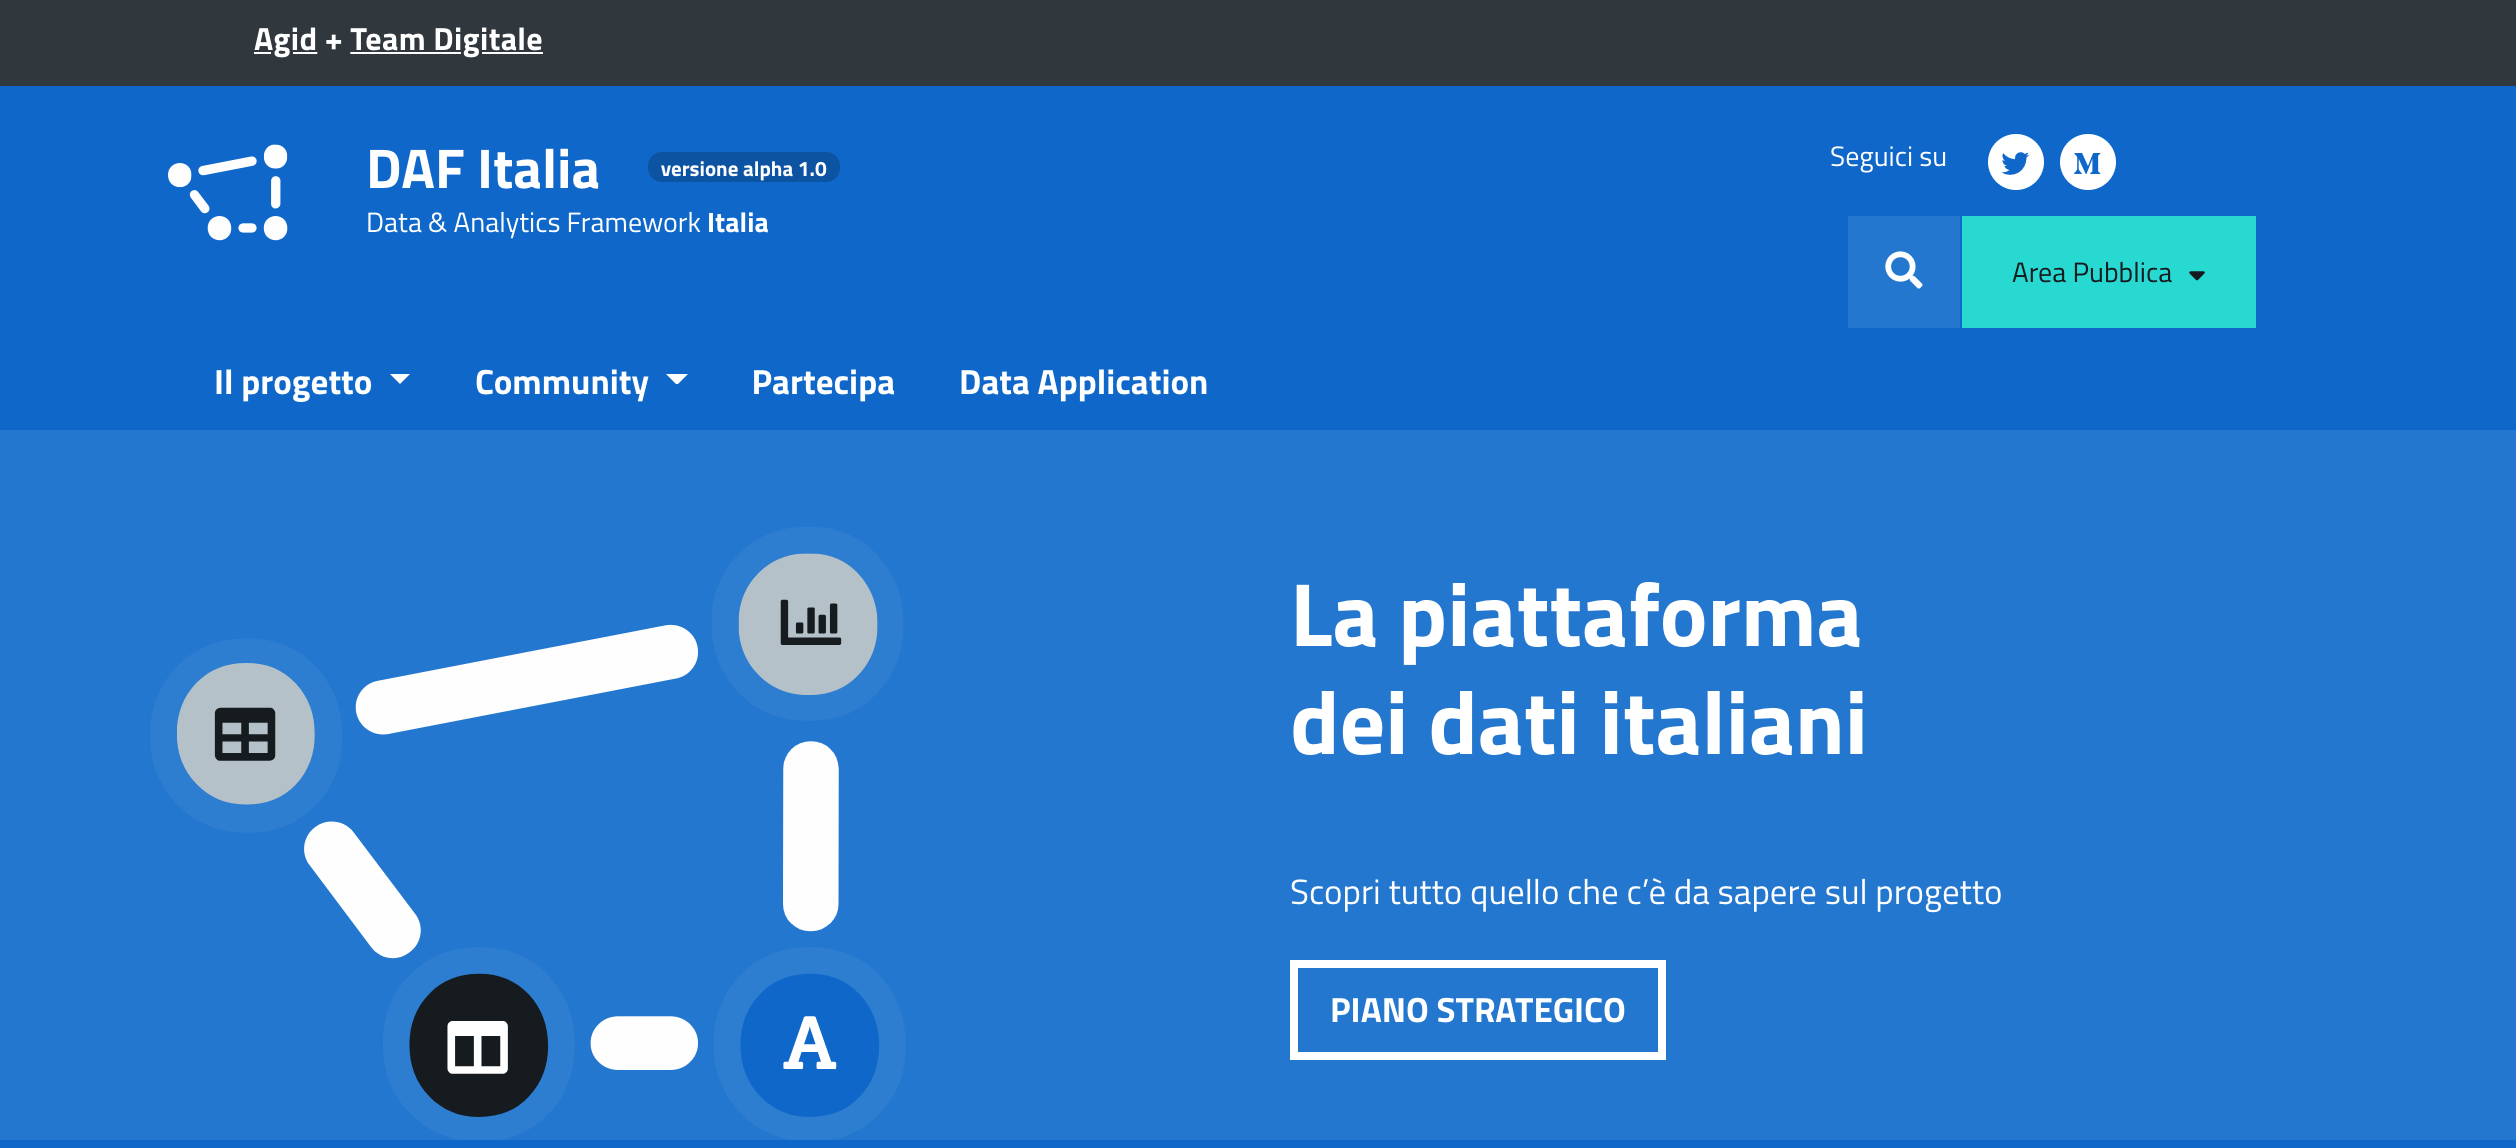 Agid + Team Digitale
DAF Italia
versione alpha 1.0
Data & Analytics Framework Italia
Seguici su
Area Pubblica
Il progetto
Community
Partecipa
Data Application
La piattaforma
dei dati italiani
Scopri tutto quello che c’è da sapere sul progetto
PIANO STRATEGICO
A